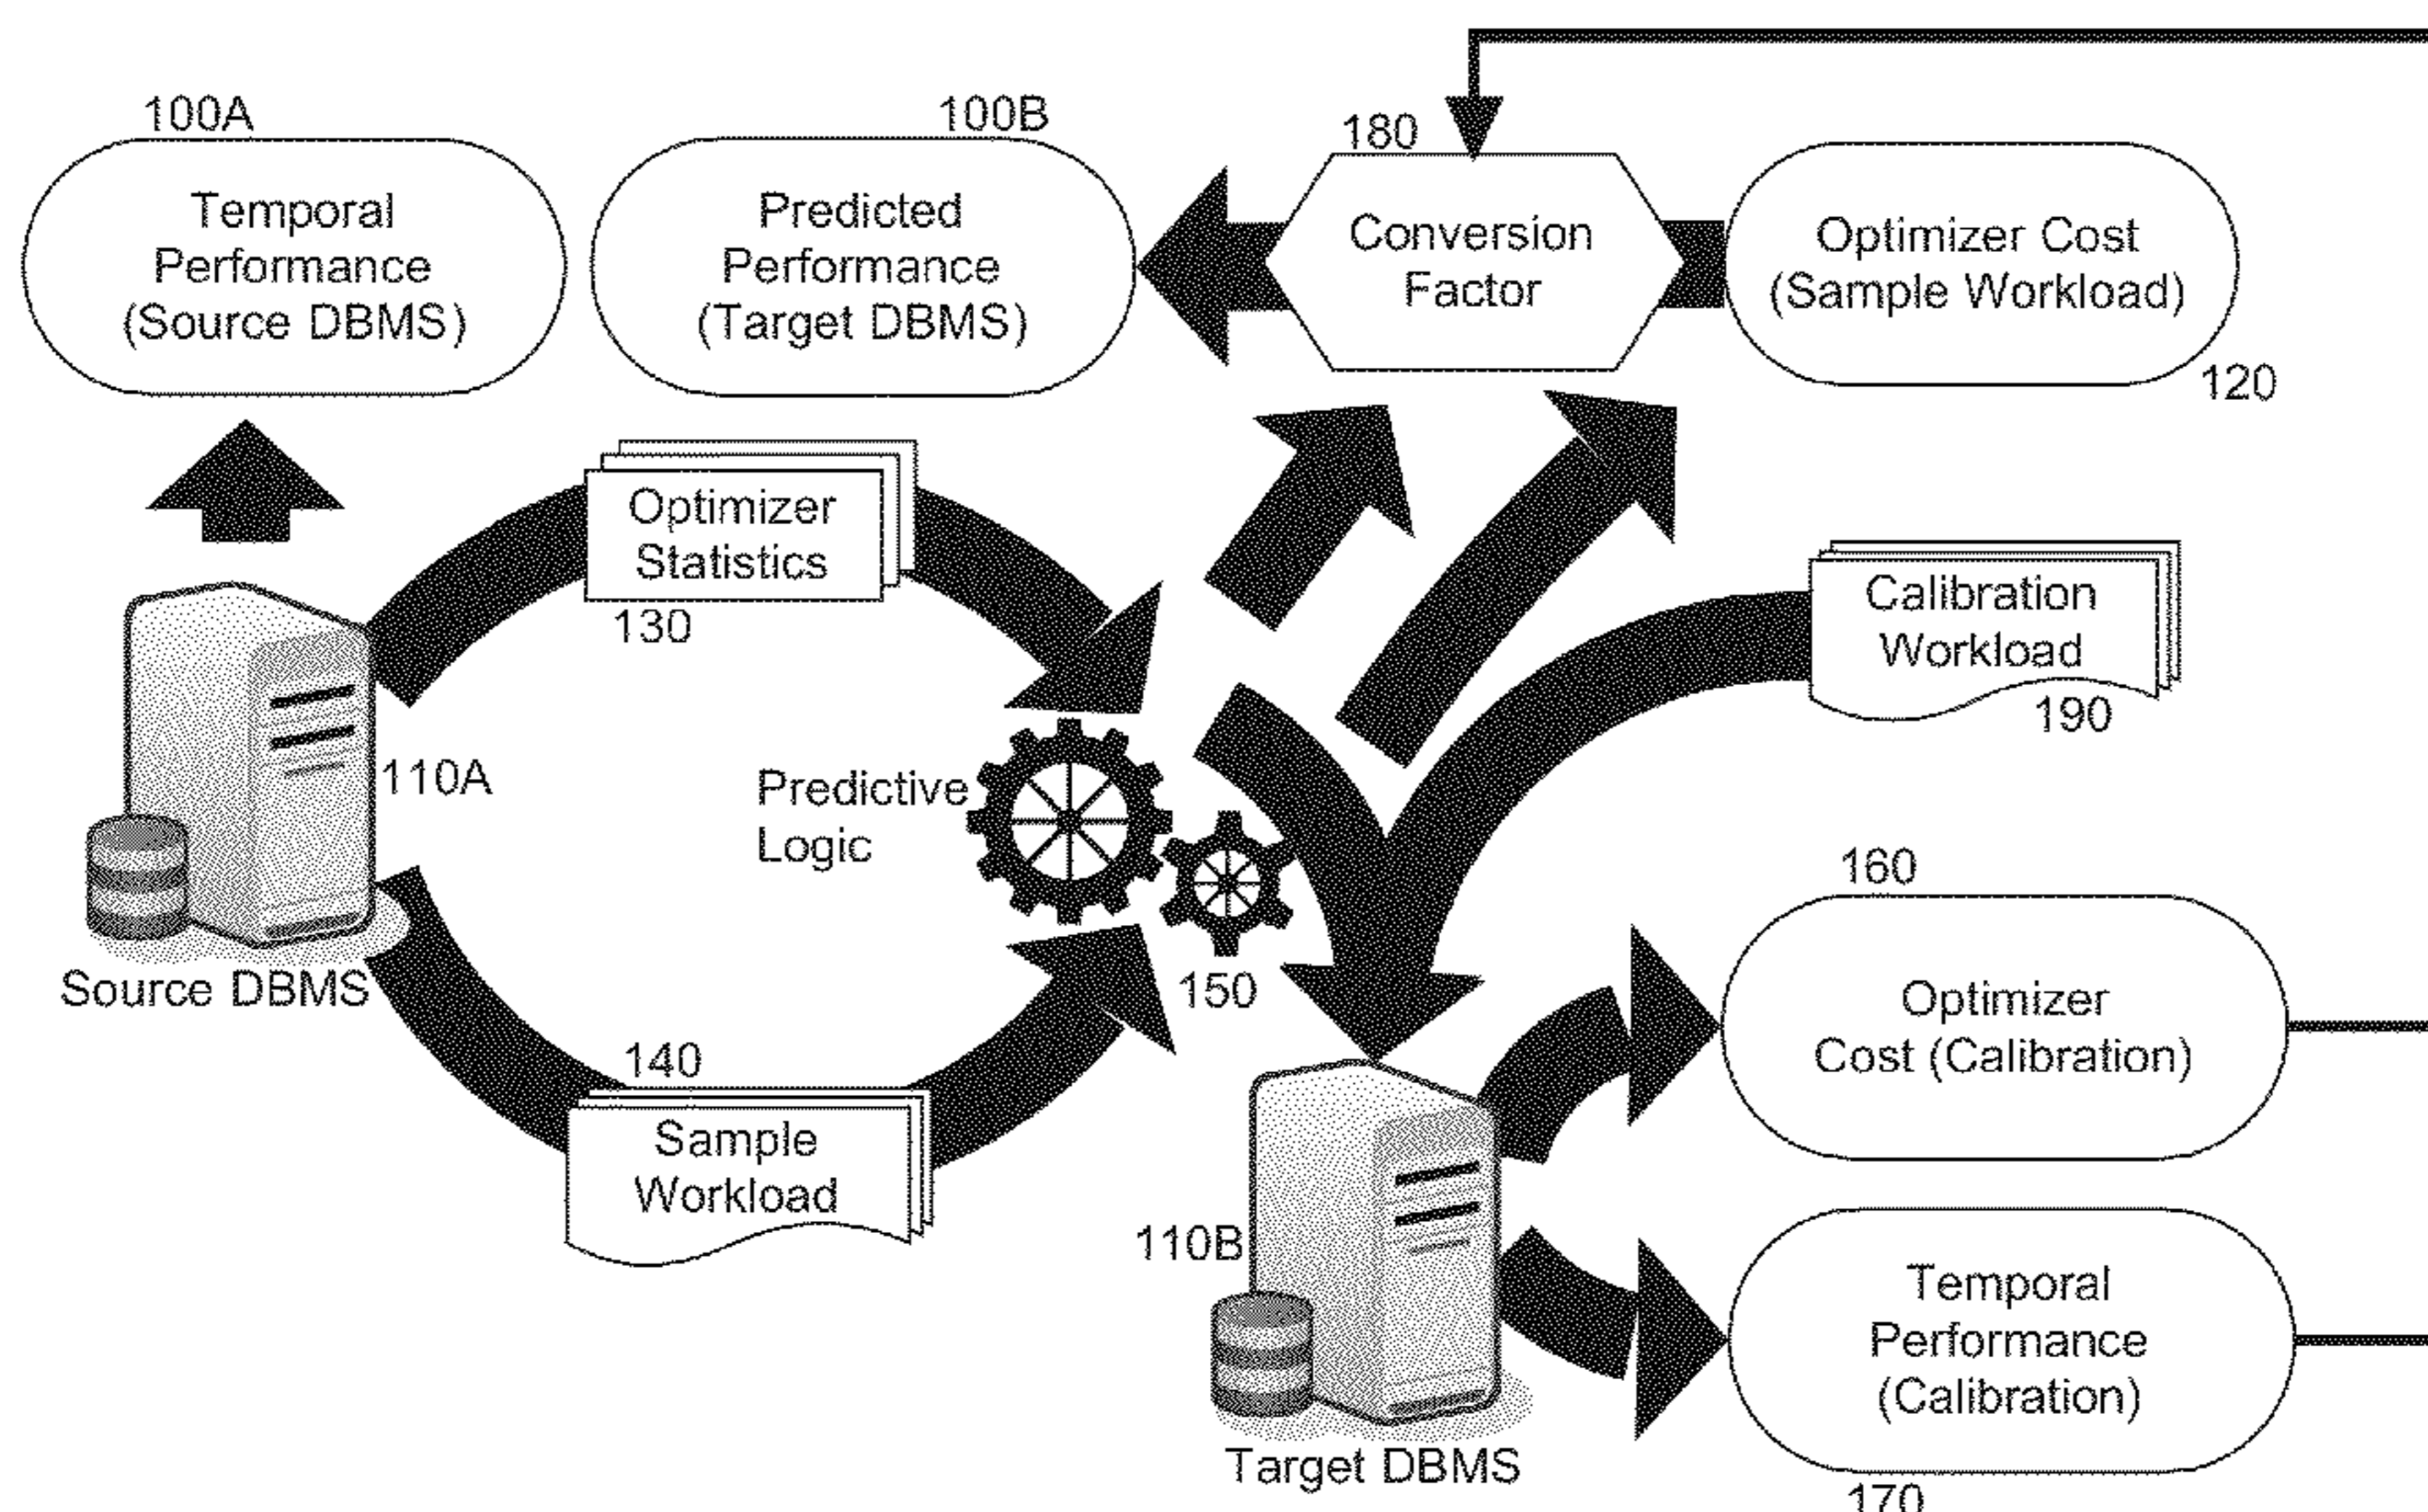 100A
Temporal
Performance
(Source DBMS)
100B
Predicted
Performance
(Target DBMS)
180
Conversion
Factor
Optimizer Cost
(Sample Workload)
120
Optimizer
Statistics
130
Calibration
Workload
190
110A
Source DBMS
Predictive
Logic
150
140
Sample
Workload
160
Optimizer
Cost (Calibration)
110B
Target DBMS
Temporal
Performance
(Calibration)
170